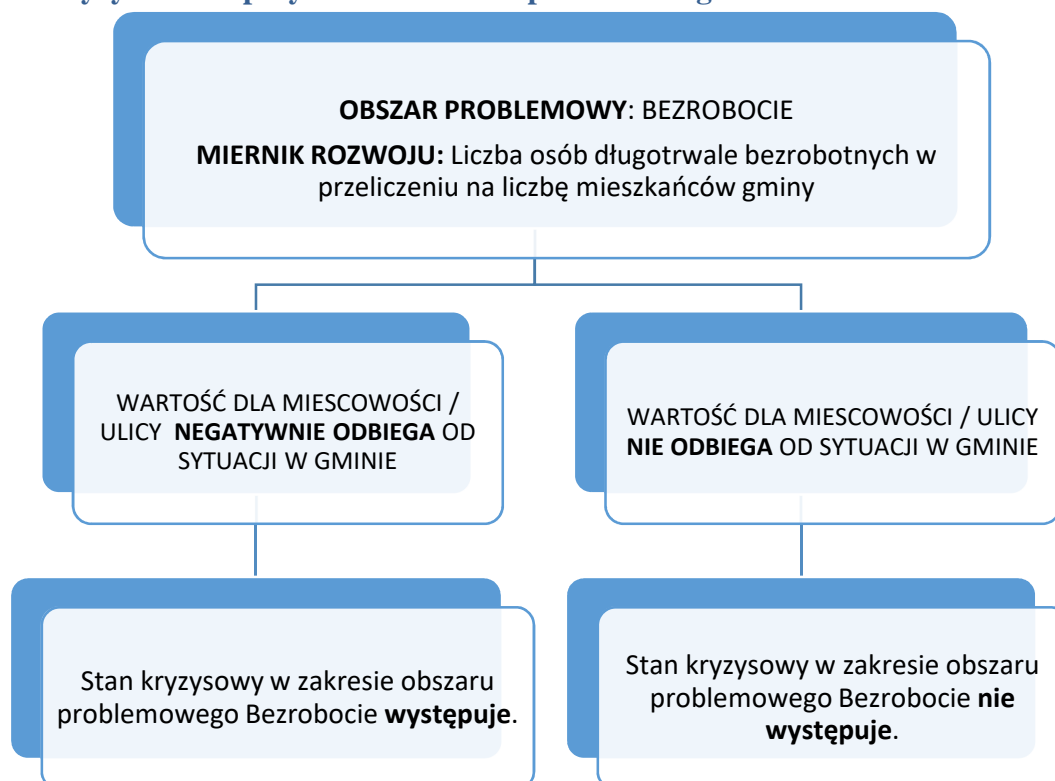 OBSZAR PROBLEMOWY: BEZROBOCIE
MIERNIK ROZWOJU: Liczba osób długotrwale bezrobotnych w
przeliczeniu na liczbę mieszkańców gminy
WARTOŚĆ DLA MIESCOWOŚCI /
ULICY NEGATYWNIE ODBIEGA OD
SYTUACJI W GMINIE
WARTOŚĆ DLA MIESCOWOŚCI / ULICY
NIE ODBIEGA OD SYTUACJI W GMINIE
Stan kryzysowy w zakresie obszaru
problemowego Bezrobocie występuje.
Stan kryzysowy w zakresie obszaru
problemowego Bezrobocie nie
występuje.